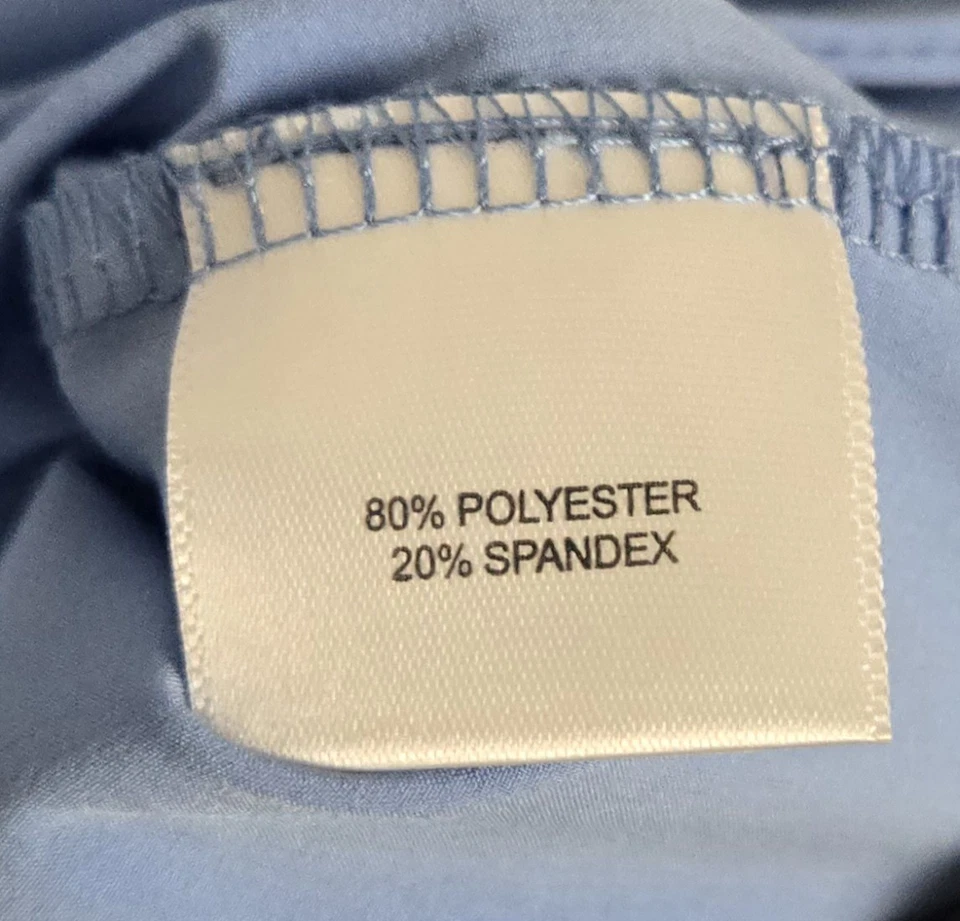 80% POLYESTER
20% SPANDEX